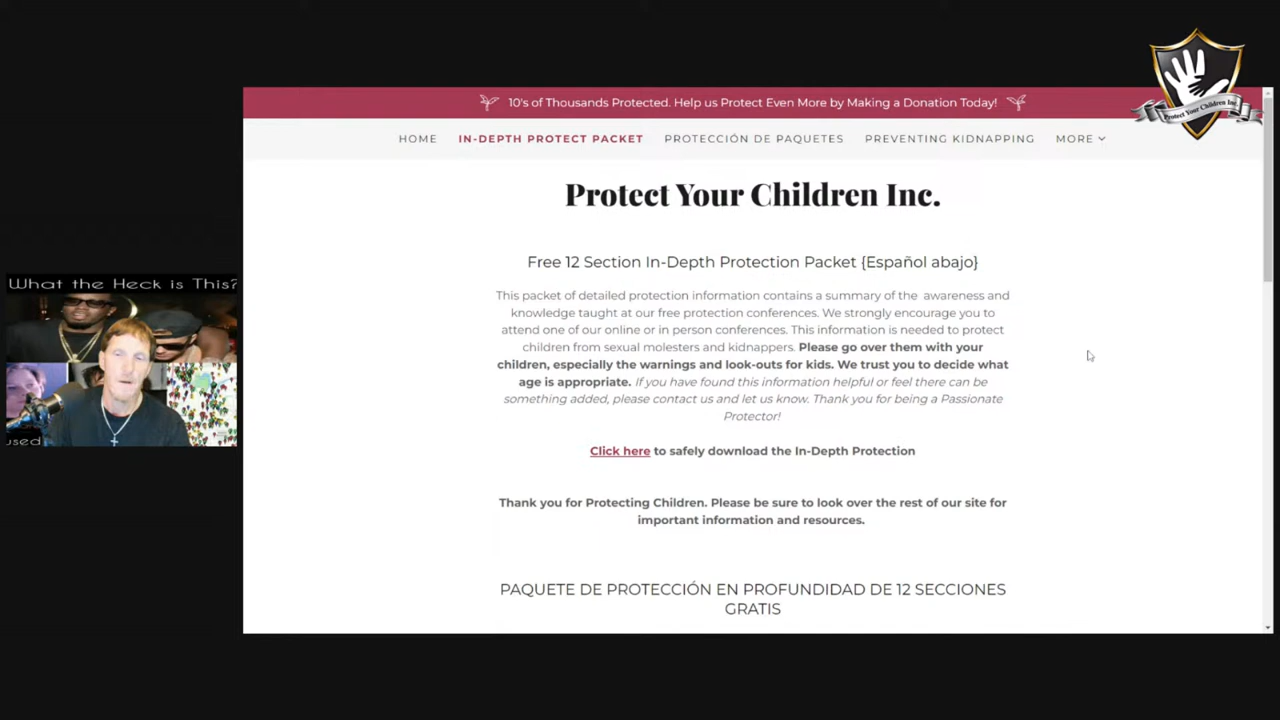 Protect Your Children Inc.
10's of Thousands Protected. Help us Protect Even More by Making a Donation Today!
HOME IN-DEPTH PROTECT PACKET PROTECCIÓN DE PAQUETES PREVENTING KIDNAPPING MORE
Protect Your Children Inc.
Free 12 Section In-Depth Protection Packet {Español abajo}
This packet of detailed protection information contains a summary of the awareness and
knowledge taught at our free protection conferences. We strongly encourage you to
attend one of our online or in person conferences. This information is needed to protect
children from sexual molesters and kidnappers. Please go over them with your
children, especially the warnings and look-outs for kids. We trust you to decide what
age is appropriate. If you have found this information helpful or feel there can be
something added, please contact us and let us know. Thank you for being a Passionate
Protector!
Click here to safely download the In-Depth Protection
Thank you for Protecting Children. Please be sure to look over the rest of our site for
important information and resources.
PAQUETE DE PROTECCIÓN EN PROFUNDIDAD DE 12 SECCIONES
GRATIS
What the Heck is This?
used